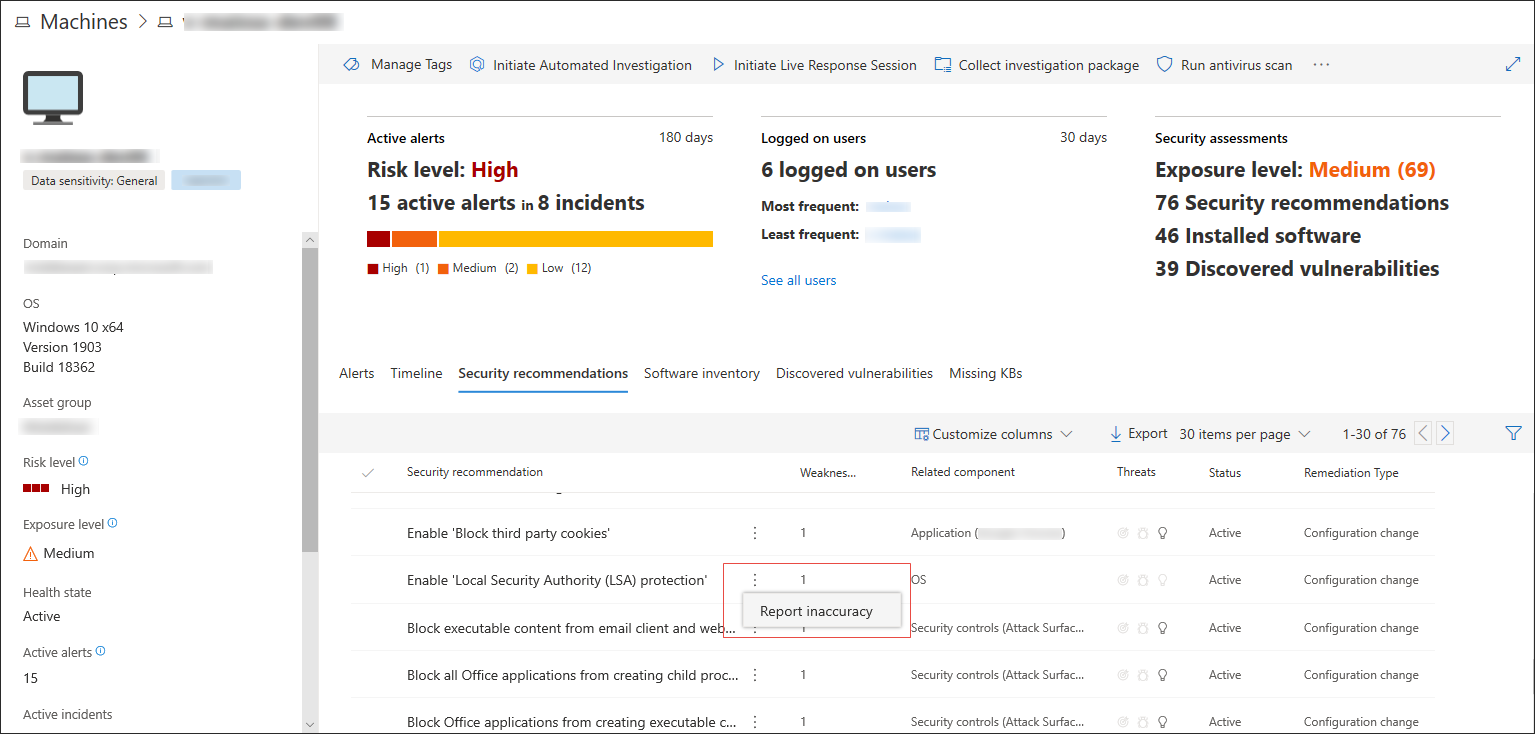 Machines
Manage Tags
Initiate Automated Investigation
Initiate Live Response Session
Collect investigation package
Run antivirus scan
Data sensitivity: General
Domain
OS
Windows 10 x64
Version 1903
Build 18362
Asset group
Risk level
High
Exposure level
Medium
Health state
Active
Active alerts
15
Active incidents
Active alerts 180 days
Risk level: High
15 active alerts in 8 incidents
High (1) Medium (2) Low (12)
Logged on users 30 days
6 logged on users
Most frequent:
Least frequent:
See all users
Security assessments
Exposure level: Medium (69)
76 Security recommendations
46 Installed software
39 Discovered vulnerabilities
Alerts Timeline Security recommendations Software inventory Discovered vulnerabilities Missing KBs
Customize columns Export 30 items per page 1-30 of 76
Security recommendation Weaknes... Related component Threats Status Remediation Type
Enable 'Block third party cookies' 1 Application ( ) Active Configuration change
Enable 'Local Security Authority (LSA) protection' 1 OS Active Configuration change
Report inaccuracy
Block executable content from email client and web... 1 Security controls (Attack Surfac... Active Configuration change
Block all Office applications from creating child proc... 1 Security controls (Attack Surfac... Active Configuration change
Block Office applications from creating executable c... 1 Security controls (Attack Surfac... Active Configuration change